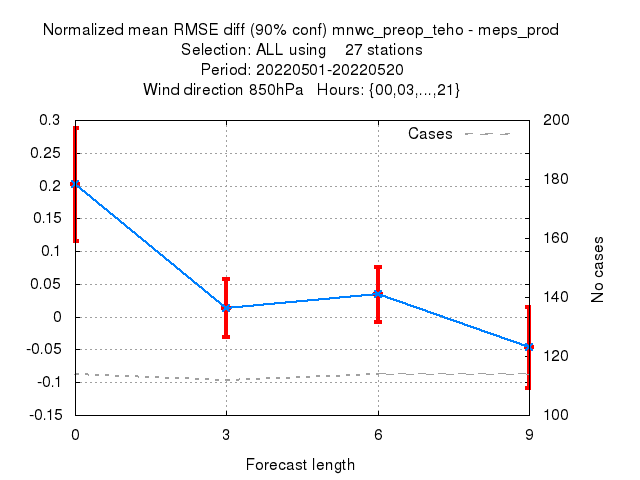 Normalized mean RMSE diff (90% conf) mnwc_preop_teho - meps_prod
Selection: ALL using 27 stations
Period: 20220501-20220520
Wind direction 850hPa Hours: {00,03,...,21}
0.3
0.25
0.2
0.15
0.1
0.05
0
-0.05
-0.1
-0.15
Cases
200
180
160
140
120
100
No cases
0 3 6 9
Forecast length